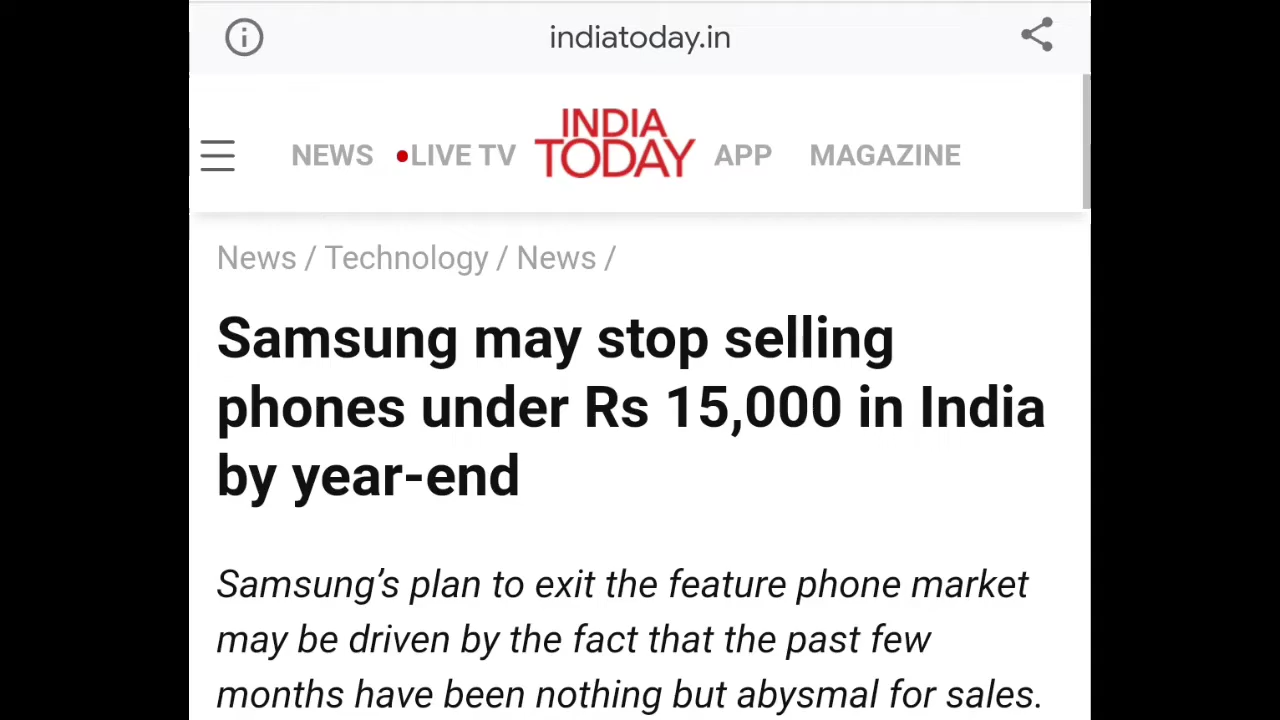 indiatoday.in
NEWS •LIVE TV INDIA TODAY APP MAGAZINE
News / Technology / News /
Samsung may stop selling
phones under Rs 15,000 in India
by year-end
Samsung’s plan to exit the feature phone market
may be driven by the fact that the past few
months have been nothing but abysmal for sales.